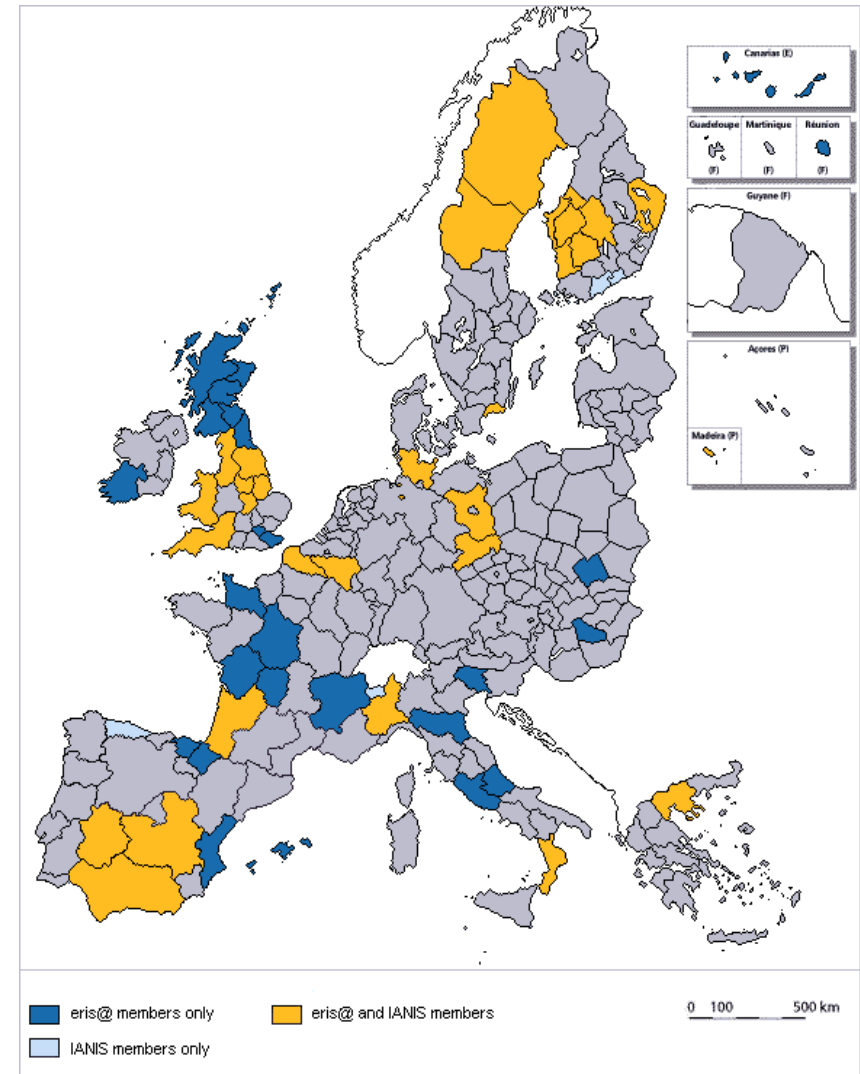 Canarias (E)
Guadeloupe Martinique Réunion
(F) (F) (F)
Guyane (F)
Açores (P)
Madeira (P)
eris@ members only
eris@ and IANIS members
IANIS members only
0 100 500 km